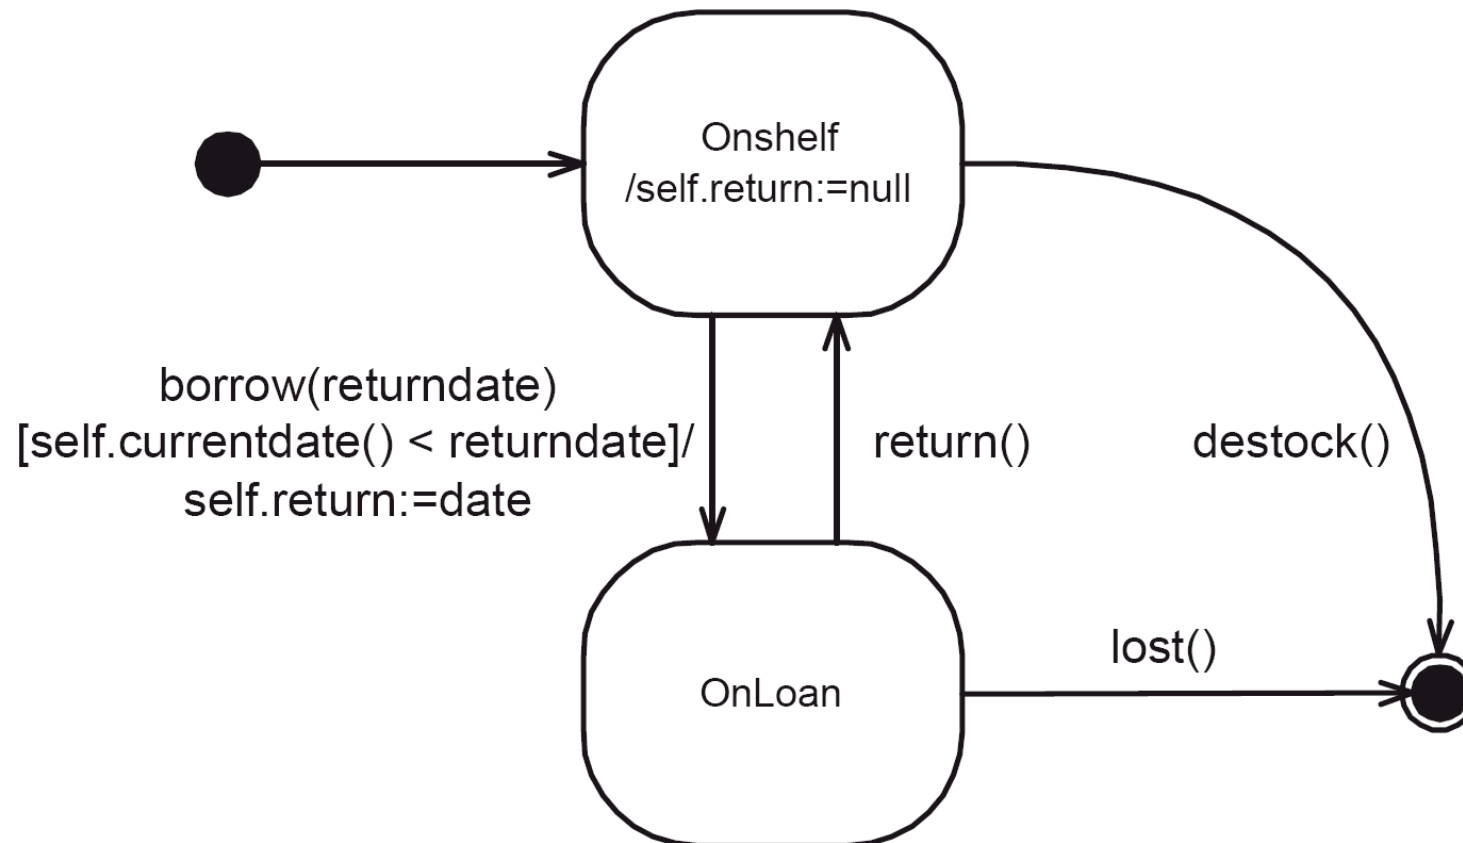 Onshelf
/self.return:=null
borrow(returndate)
[self.currentdate() < returndate]/
self.return:=date
return()
destock()
lost()
OnLoan